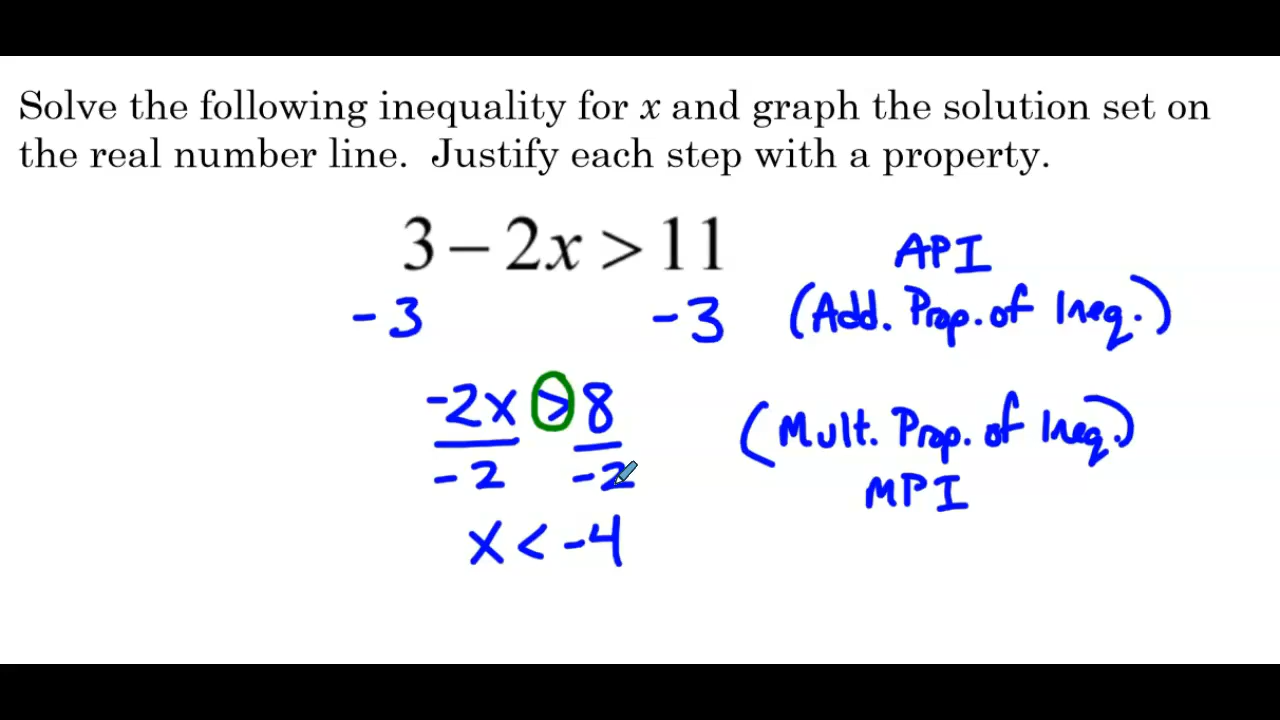 Solve the following inequality for x and graph the solution set on
the real number line. Justify each step with a property.
3 − 2x > 11
API
-3 -3
(Add. Prop. of Ineq.)
-2x > 8
(Mult. Prop. of Ineq.)
-2 -2
MPI
x < -4